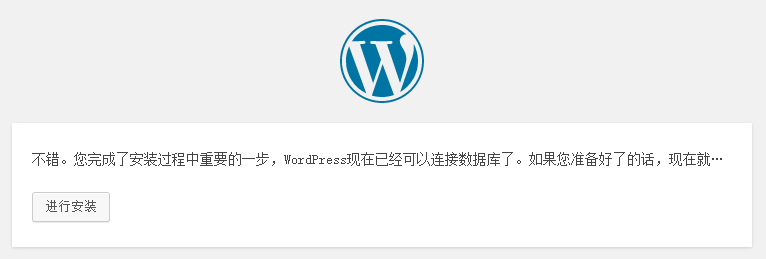 不错。您完成了安装过程中重要的一步，WordPress现在已经可以连接数据库了。如果您准备好了的话，现在就…
进行安装